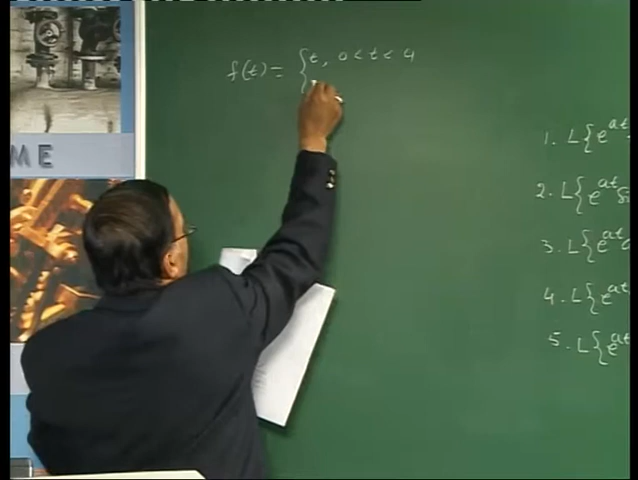 f(t) = { t, 0 < t < 4
1. L{e^at
2. L{e^at
3. L{e^at
4. L{e^at
5. L{e^at
ME